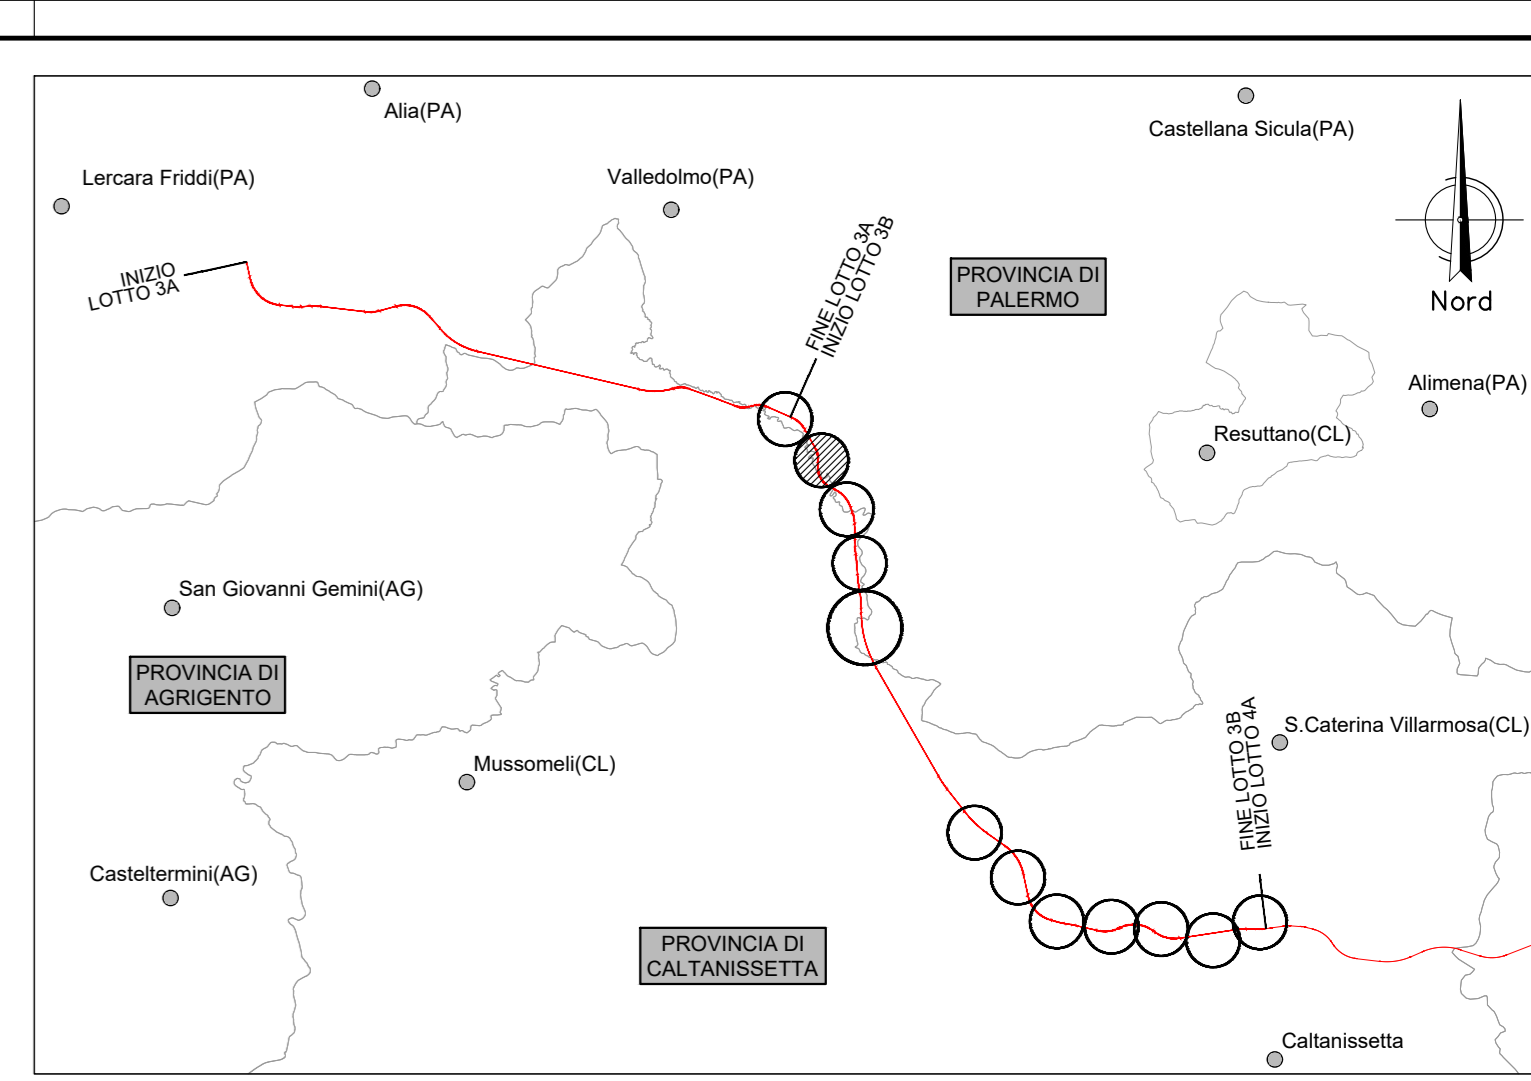 Alia(PA)
Castellana Sicula(PA)
Lercara Friddi(PA)
Valledolmo(PA)
INIZIO
LOTTO 3A
FINE LOTTO 3A
INIZIO LOTTO 3B
PROVINCIA DI
PALERMO
Nord
Alimena(PA)
Resuttano(CL)
San Giovanni Gemini(AG)
PROVINCIA DI
AGRIGENTO
FINE LOTTO 3B
INIZIO LOTTO 4A
S.Caterina Villarmosa(CL)
Mussomeli(CL)
Casteltermini(AG)
PROVINCIA DI
CALTANISSETTA
Caltanissetta